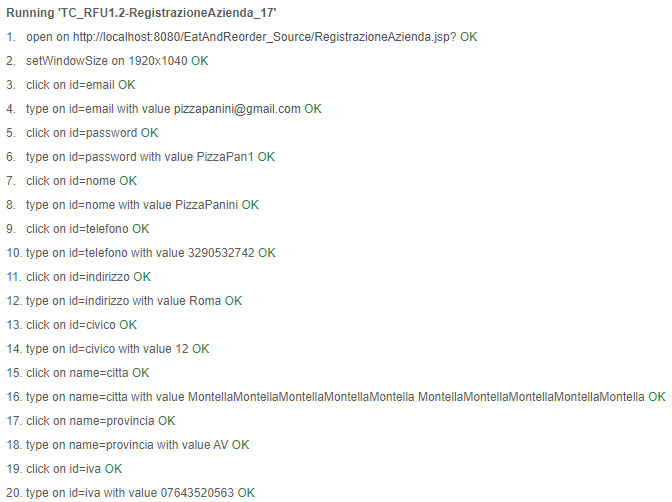 Running 'TC_RFU1.2-RegistrazioneAzienda_17'
1. open on http://localhost:8080/EatAndReorder_Source/RegistrazioneAzienda.jsp? OK
2. setWindowSize on 1920x1040 OK
3. click on id=email OK
4. type on id=email with value pizzapanini@gmail.com OK
5. click on id=password OK
6. type on id=password with value PizzaPan1 OK
7. click on id=nome OK
8. type on id=nome with value PizzaPanini OK
9. click on id=telefono OK
10. type on id=telefono with value 3290532742 OK
11. click on id=indirizzo OK
12. type on id=indirizzo with value Roma OK
13. click on id=civico OK
14. type on id=civico with value 12 OK
15. click on name=citta OK
16. type on name=citta with value MontellaMontellaMontellaMontellaMontella MontellaMontellaMontellaMontellaMontella OK
17. click on name=provincia OK
18. type on name=provincia with value AV OK
19. click on id=iva OK
20. type on id=iva with value 07643520563 OK